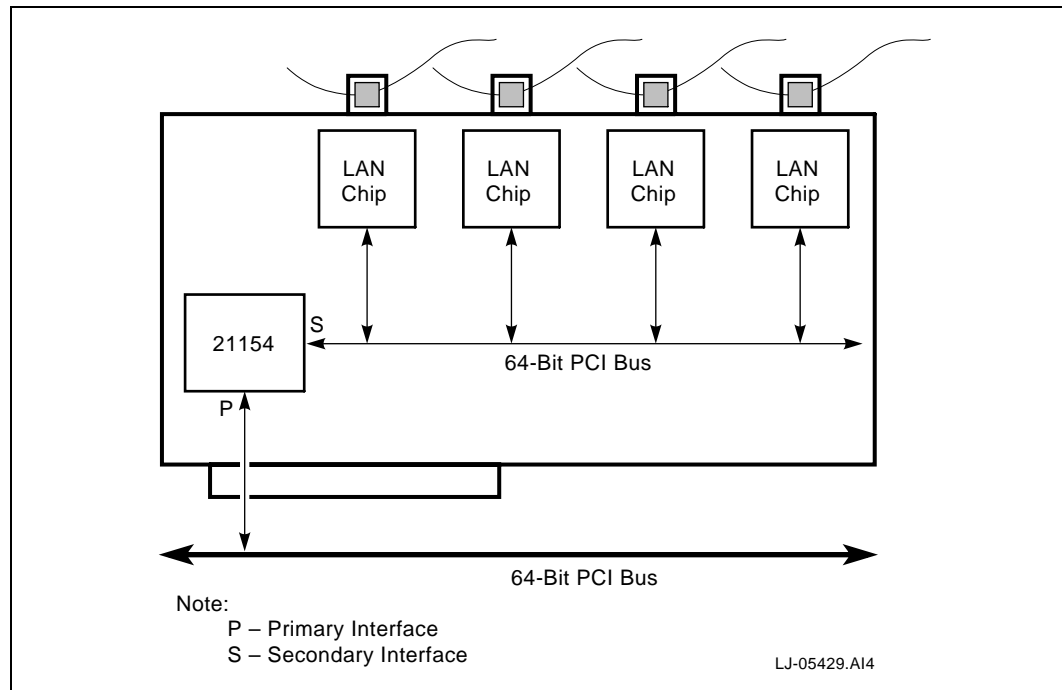 LAN
Chip
LAN
Chip
LAN
Chip
LAN
Chip
21154
S
64-Bit PCI Bus
P
64-Bit PCI Bus
Note:
P – Primary Interface
S – Secondary Interface
LJ-05429.AI4